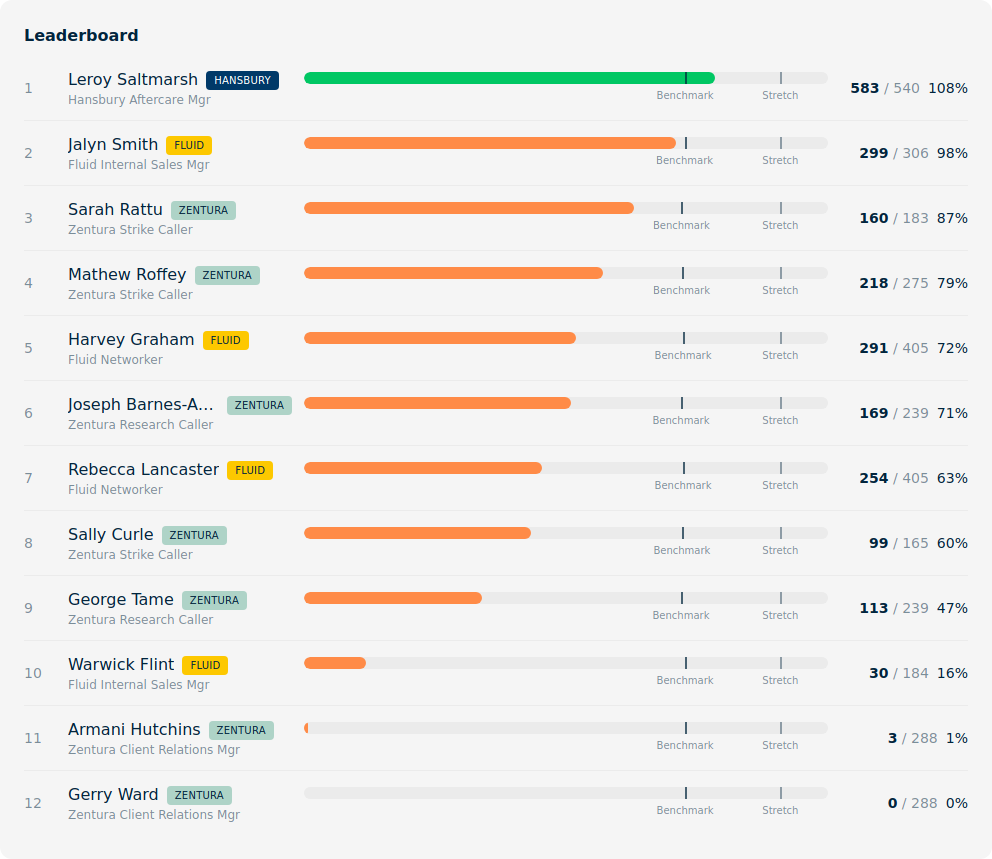 Leaderboard
1 Leroy Saltmarsh HANSBURY 583 / 540 108%
Hansbury Aftercare Mgr Benchmark Stretch
2 Jalyn Smith FLUID 299 / 306 98%
Fluid Internal Sales Mgr Benchmark Stretch
3 Sarah Rattu ZENTURA 160 / 183 87%
Zentura Strike Caller Benchmark Stretch
4 Mathew Roffey ZENTURA 218 / 275 79%
Zentura Strike Caller Benchmark Stretch
5 Harvey Graham FLUID 291 / 405 72%
Fluid Networker Benchmark Stretch
6 Joseph Barnes-A... ZENTURA 169 / 239 71%
Zentura Research Caller Benchmark Stretch
7 Rebecca Lancaster FLUID 254 / 405 63%
Fluid Networker Benchmark Stretch
8 Sally Curle ZENTURA 99 / 165 60%
Zentura Strike Caller Benchmark Stretch
9 George Tame ZENTURA 113 / 239 47%
Zentura Research Caller Benchmark Stretch
10 Warwick Flint FLUID 30 / 184 16%
Fluid Internal Sales Mgr Benchmark Stretch
11 Armani Hutchins ZENTURA 3 / 288 1%
Zentura Client Relations Mgr Benchmark Stretch
12 Gerry Ward ZENTURA 0 / 288 0%
Zentura Client Relations Mgr Benchmark Stretch